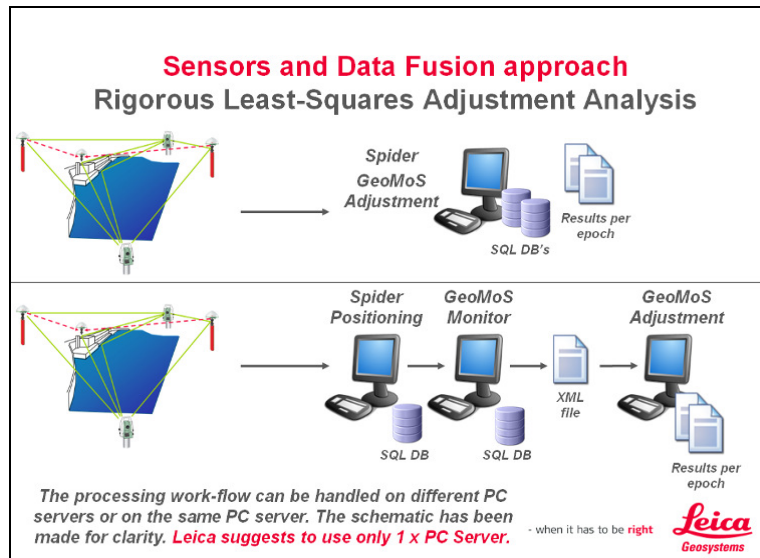 Sensors and Data Fusion approach
Rigorous Least-Squares Adjustment Analysis
Spider
GeoMoS
Adjustment
SQL DB's
Results per
epoch
Spider
Positioning
GeoMoS
Monitor
GeoMoS
Adjustment
XML
file
SQL DB
SQL DB
Results per
epoch
The processing work-flow can be handled on different PC
servers or on the same PC server. The schematic has been
made for clarity. Leica suggests to use only 1 x PC Server.
- when it has to be right
Leica
Geosystems